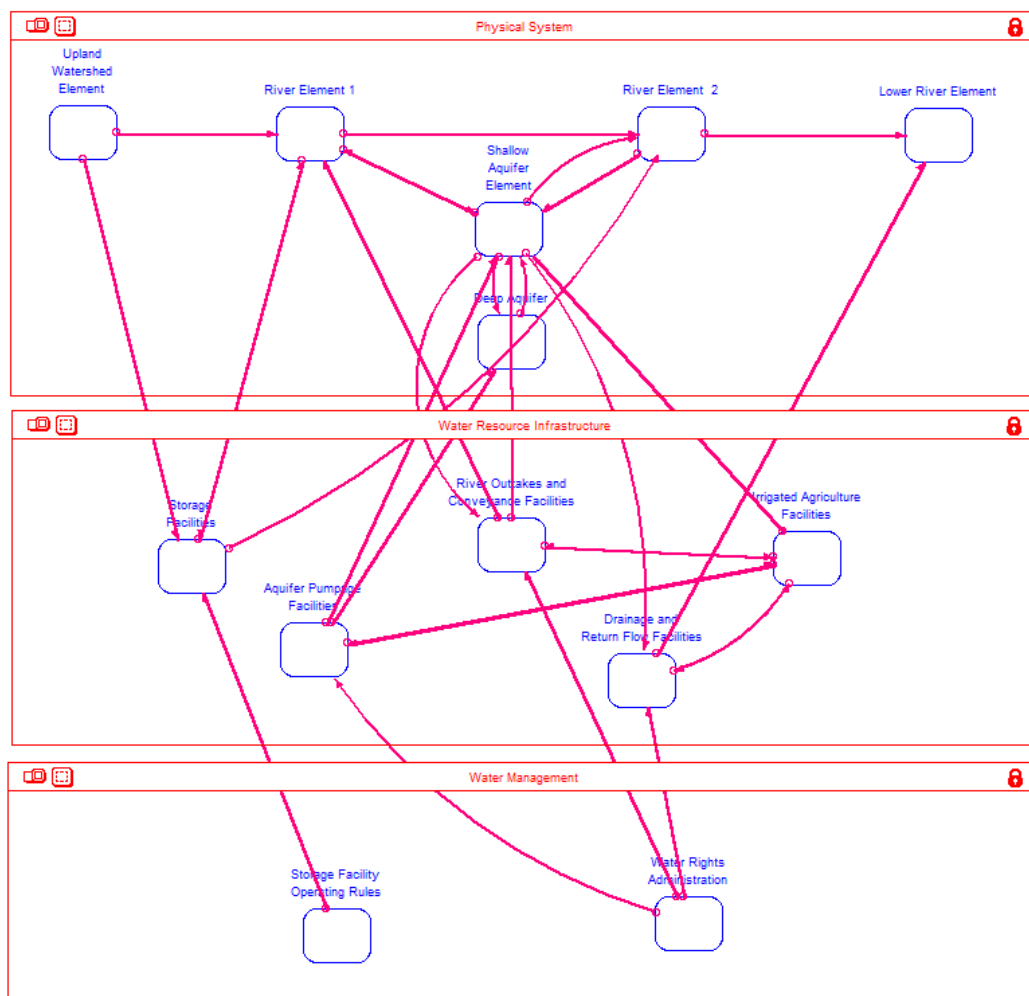 Physical System
Upland
Watershed
Element
River Element 1
River Element 2
Lower River Element
Shallow
Aquifer
Element
Deep Aquifer
Water Resource Infrastructure
Storage
Facilities
River Outtakes and
Conveyance Facilities
Irrigated Agriculture
Facilities
Aquifer Pumpage
Facilities
Drainage and
Return Flow Facilities
Water Management
Storage Facility
Operating Rules
Water Rights
Administration